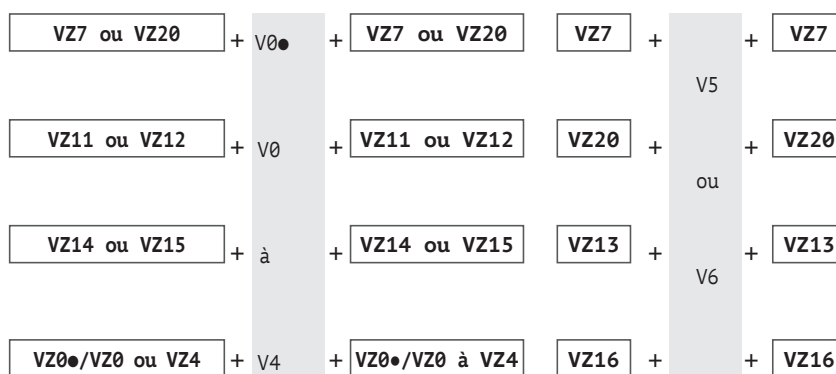 VZ7 ou VZ20 + V0● + VZ7 ou VZ20 VZ7 + + VZ7
V5
VZ11 ou VZ12 + V0 + VZ11 ou VZ12 VZ20 + + VZ20
ou
VZ14 ou VZ15 + à + VZ14 ou VZ15 VZ13 + + VZ13
V6
VZ0●/VZ0 ou VZ4 + V4 + VZ0•/VZ0 à VZ4 VZ16 + + VZ16